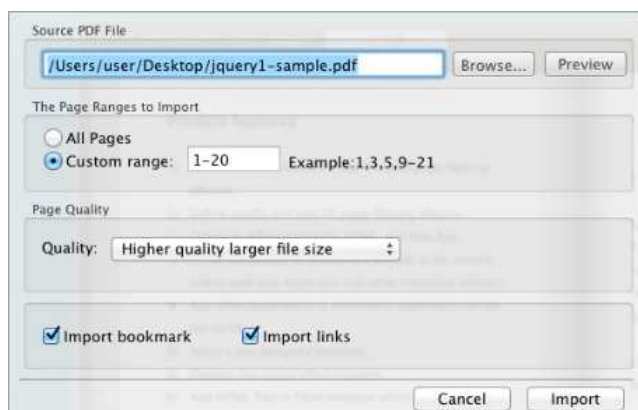 Source PDF File
/Users/user/Desktop/jquery1-sample.pdf Browse... Preview
The Page Ranges to Import
All Pages
Custom range: 1-20 Example:1,3,5,9-21
Page Quality
Quality: Higher quality larger file size
Import bookmark Import links
Cancel Import